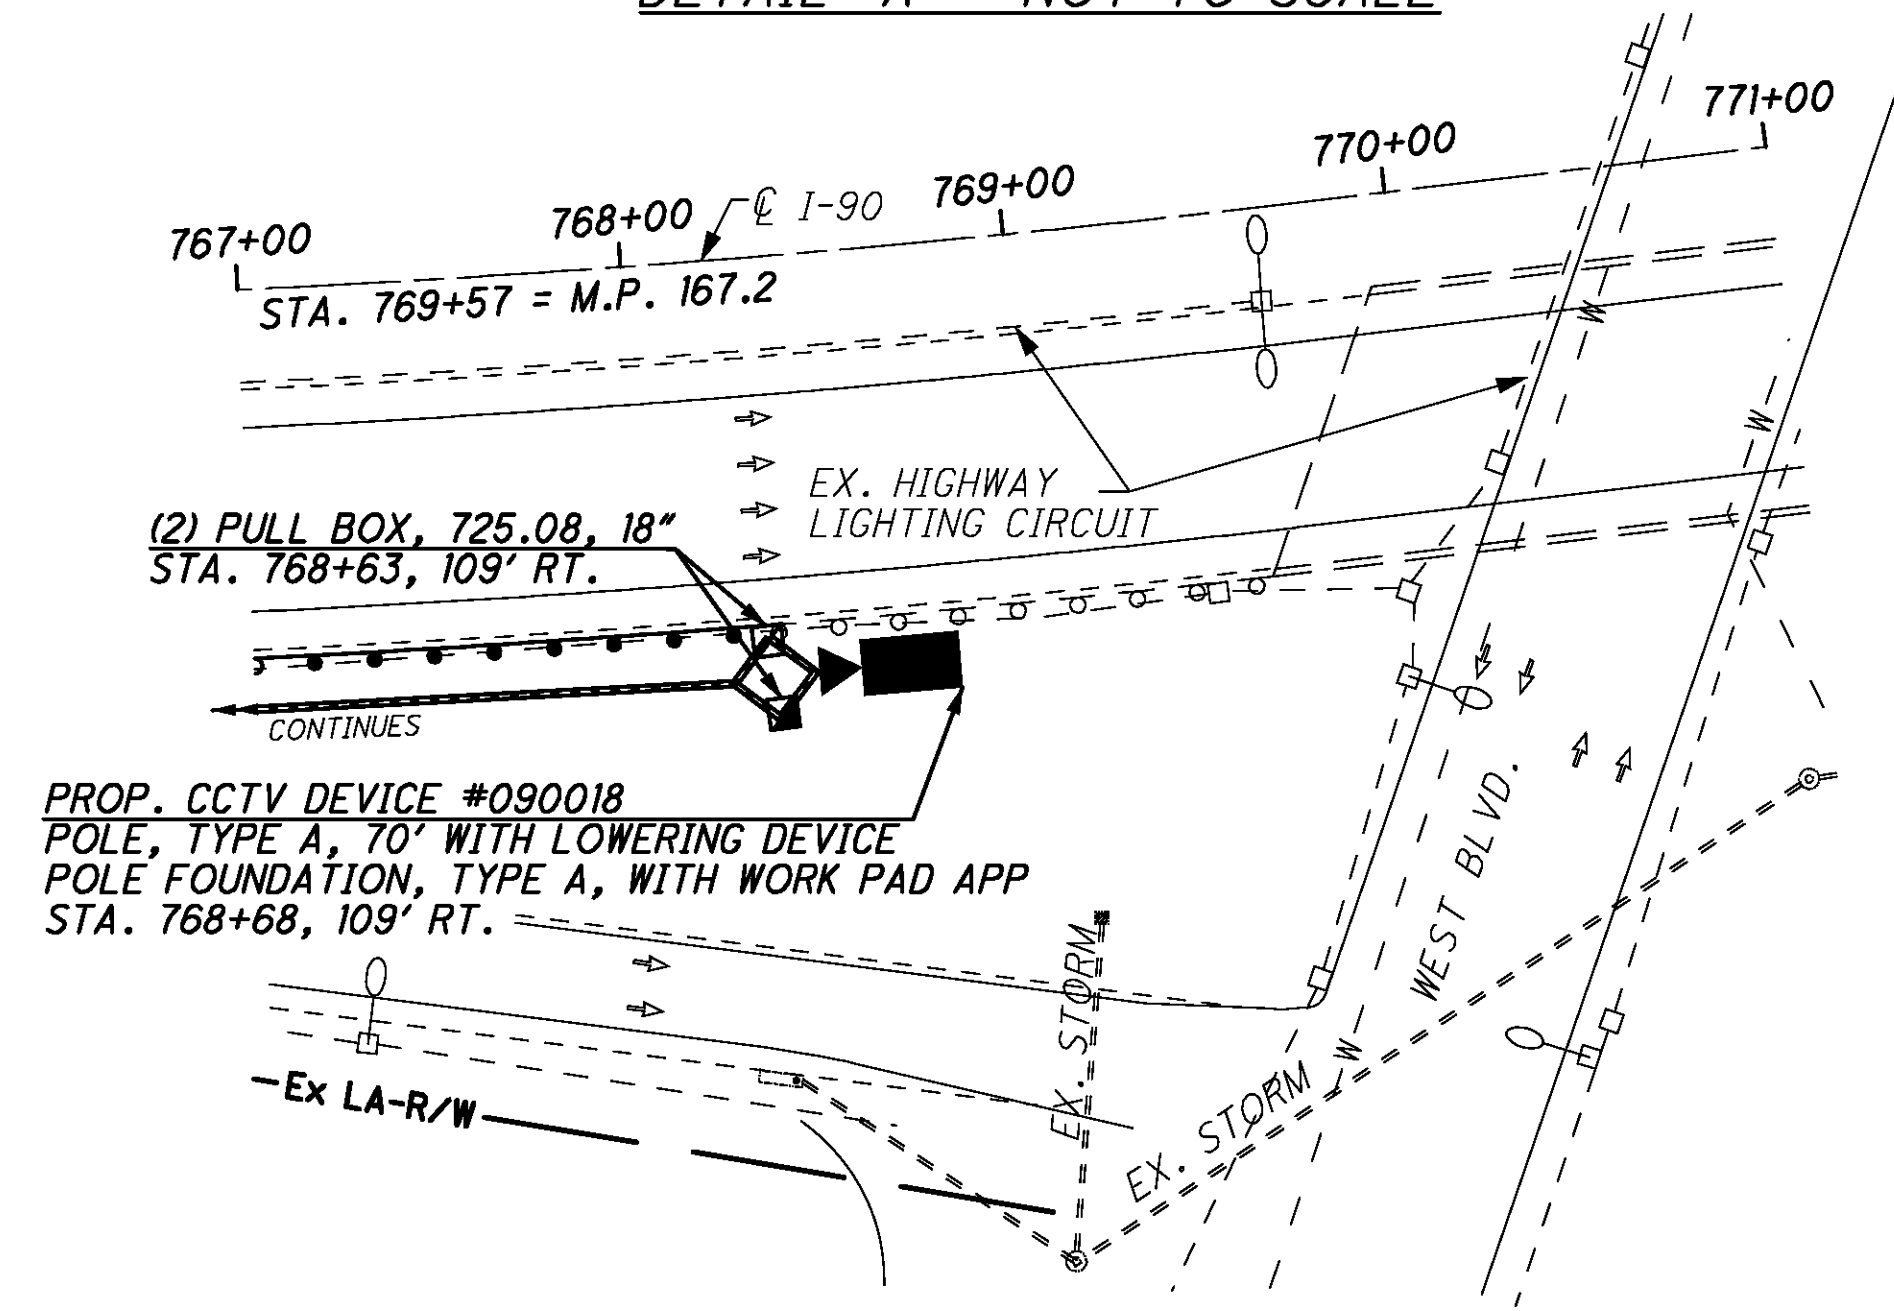 DETAIL "A" - NOT TO SCALE
767+00
768+00
℄ I-90
769+00
770+00
771+00
STA. 769+57 = M.P. 167.2
W
W
EX. HIGHWAY
LIGHTING CIRCUIT
(2) PULL BOX, 725.08, 18"
STA. 768+63, 109' RT.
CONTINUES
PROP. CCTV DEVICE #090018
POLE, TYPE A, 70' WITH LOWERING DEVICE
POLE FOUNDATION, TYPE A, WITH WORK PAD APP
STA. 768+68, 109' RT.
WEST BLVD.
EX. STORM
W
EX. STORM
Ex LA-R/W